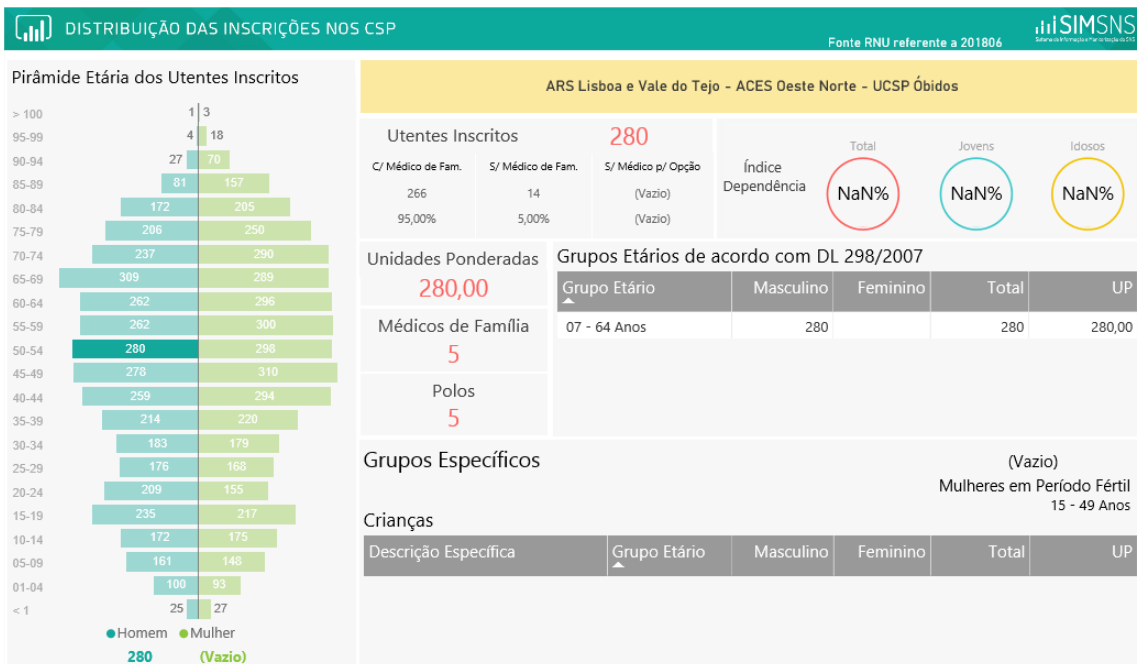 DISTRIBUIÇÃO DAS INSCRIÇÕES NOS CSP
Fonte RNU referente a 201806
SIMSNS
Pirâmide Etária dos Utentes Inscritos
> 100 1 3
95-99 4 18
90-94 27 70
85-89 81 157
80-84 172 205
75-79 206 250
70-74 237 290
65-69 309 289
60-64 262 296
55-59 262 300
50-54 280 298
45-49 278 310
40-44 259 294
35-39 214 220
30-34 183 179
25-29 176 168
20-24 209 155
15-19 235 217
10-14 172 175
05-09 161 148
01-04 100 93
< 1 25 27
Homem Mulher
280 (Vazio)
ARS Lisboa e Vale do Tejo - ACES Oeste Norte - UCSP Óbidos
Utentes Inscritos 280
C/ Médico de Fam. S/ Médico de Fam. S/ Médico p/ Opção
266 14 (Vazio)
95,00% 5,00% (Vazio)
Índice
Dependência
Total Jovens Idosos
NaN% NaN% NaN%
Unidades Ponderadas
280,00
Médicos de Família
5
Polos
5
Grupos Etários de acordo com DL 298/2007
Grupo Etário Masculino Feminino Total UP
07 - 64 Anos 280 280 280,00
Grupos Específicos
(Vazio)
Mulheres em Período Fértil
15 - 49 Anos
Crianças
Descrição Específica Grupo Etário Masculino Feminino Total UP